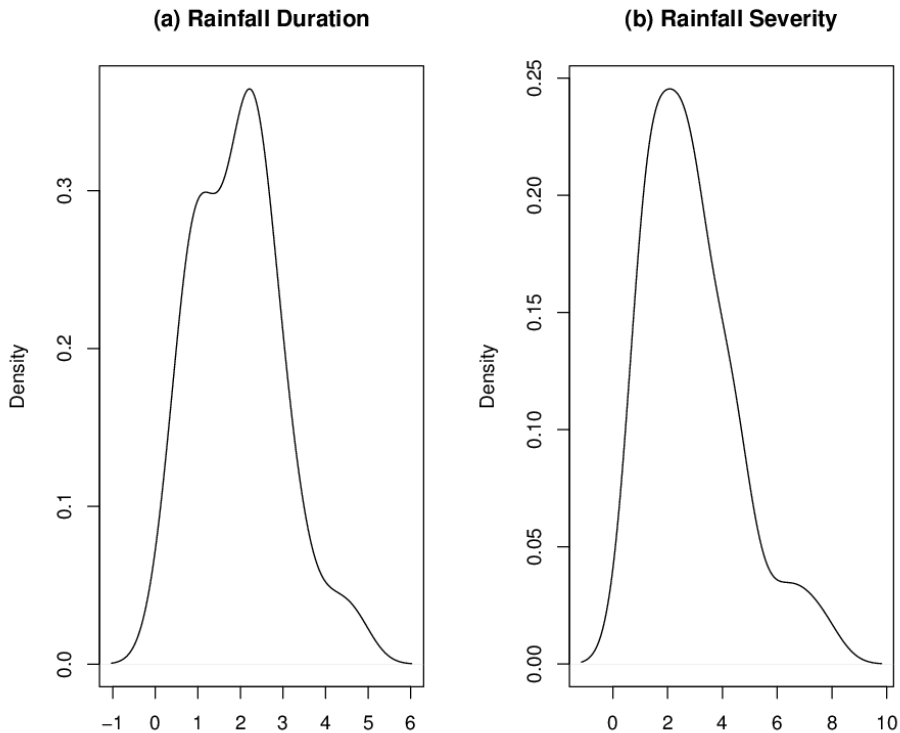 (a) Rainfall Duration
Density
0.0
0.1
0.2
0.3
−1 0 1 2 3 4 5 6
(b) Rainfall Severity
Density
0.00
0.05
0.10
0.15
0.20
0.25
0 2 4 6 8 10